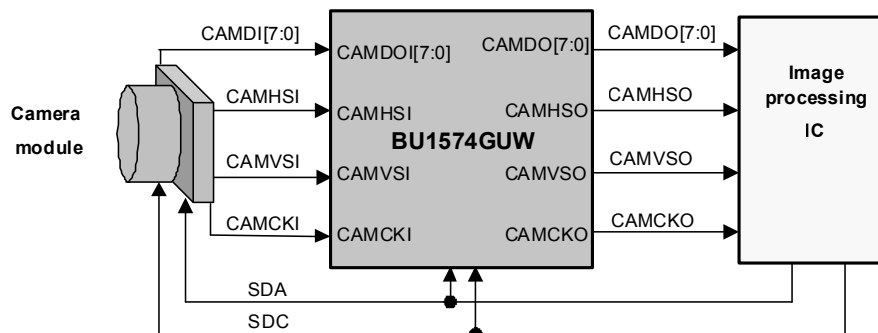 CAMDI[7:0]
CAMDOI[7:0]
CAMDO[7:0]
CAMDO[7:0]
Image
processing
IC
Camera
module
CAMHSI
CAMHSI
CAMHSO
CAMHSO
BU1574GUW
CAMVSI
CAMVSI
CAMVSO
CAMVSO
CAMCKI
CAMCKI
CAMCKO
CAMCKO
SDA
SDC